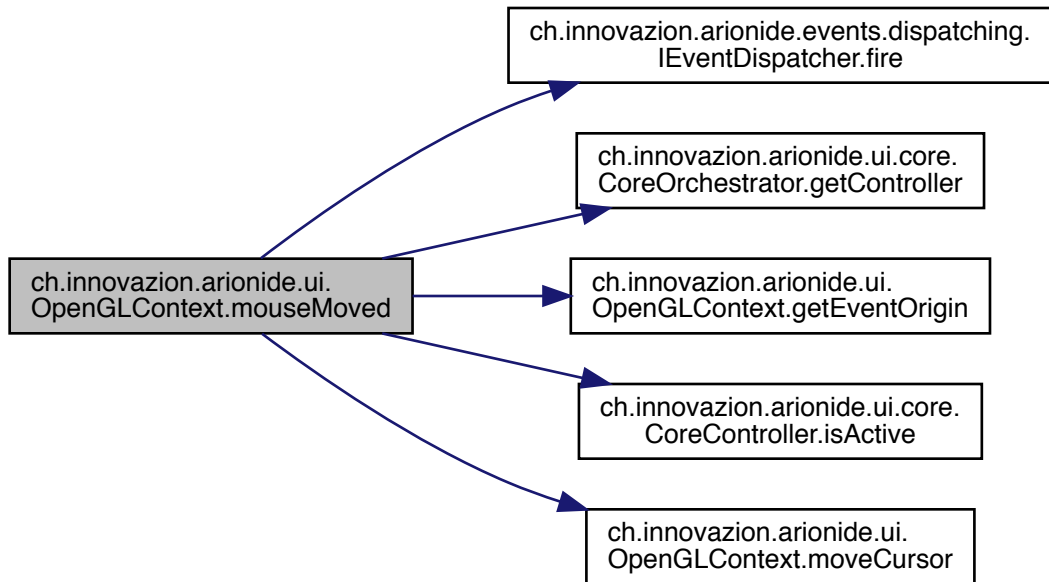 ch.innovazion.arionide.events.dispatching.
IEventDispatcher.fire
ch.innovazion.arionide.ui.core.
CoreOrchestrator.getController
ch.innovazion.arionide.ui.
OpenGLContext.mouseMoved
ch.innovazion.arionide.ui.
OpenGLContext.getEventOrigin
ch.innovazion.arionide.ui.core.
CoreController.isActive
ch.innovazion.arionide.ui.
OpenGLContext.moveCursor